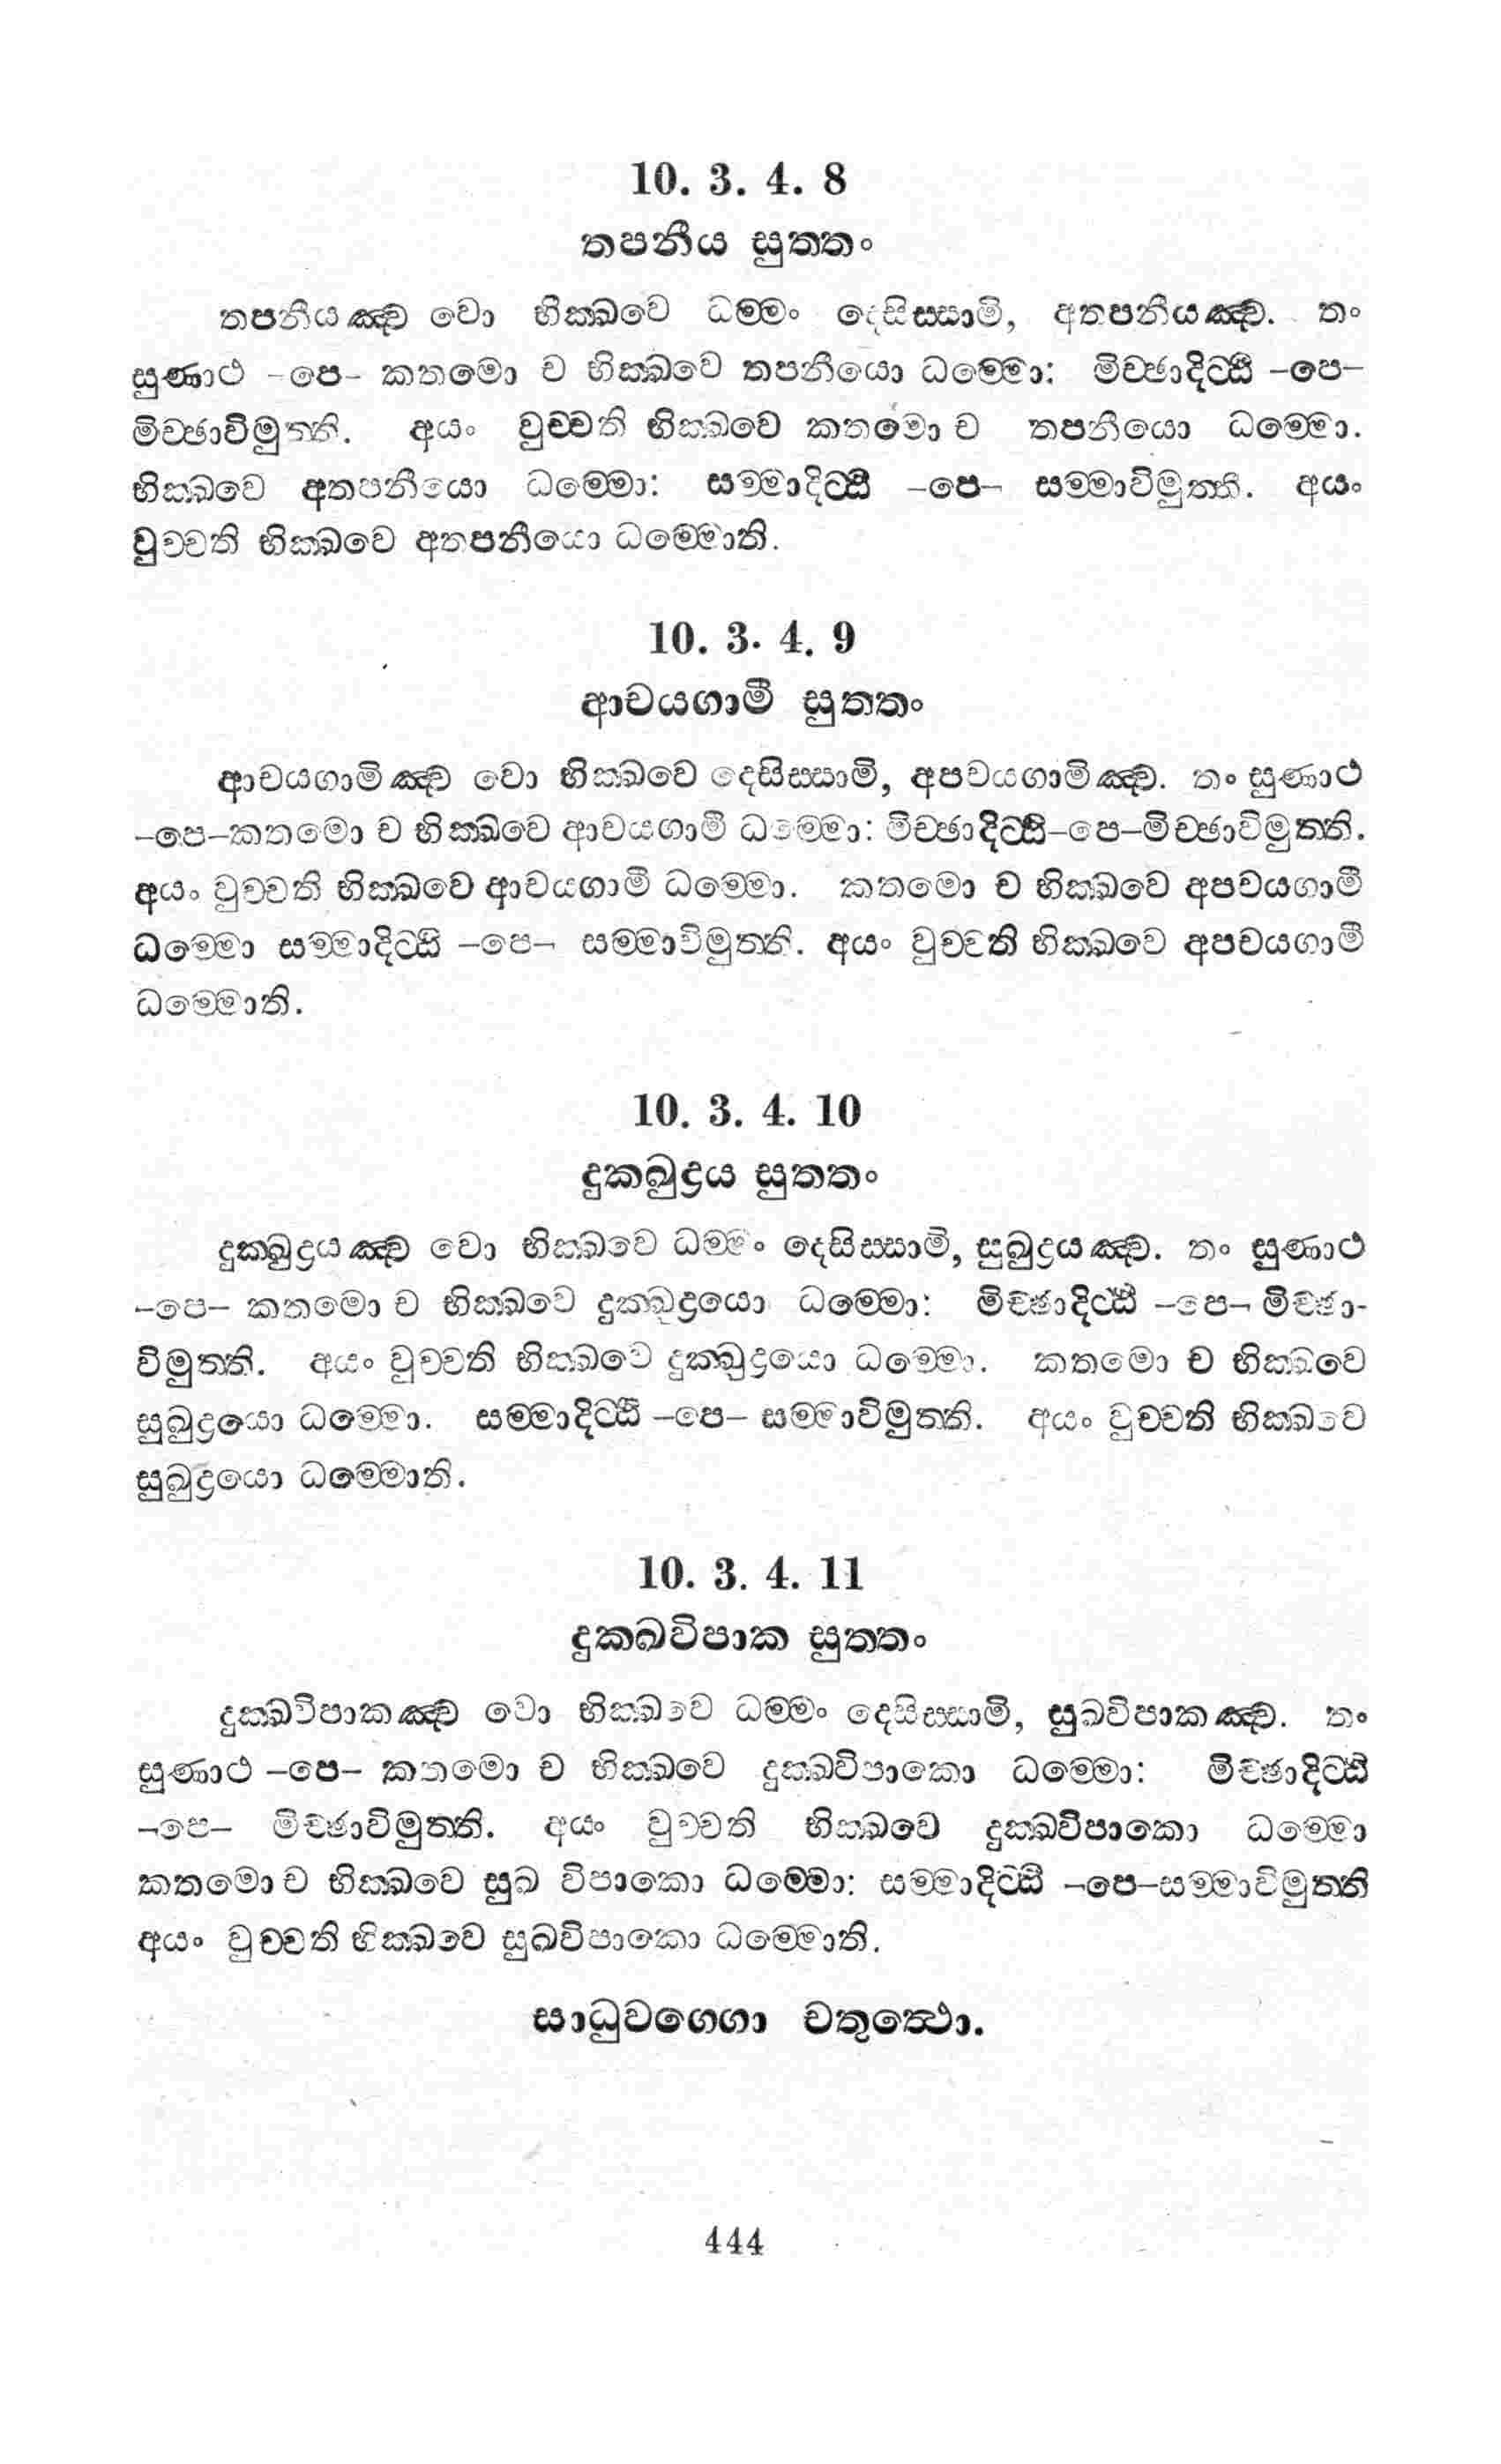 10. 3. 4. 8
තපනීය සුත්තං
තපනීයඤ්ච වො භික්ඛවෙ ධම්මං දෙසිස්සාමි, අතපනීයඤ්ච. තං
සුණාථ -පෙ- කතමො ච භික්ඛවෙ තපනීයො ධම්මො: මිච්ඡාදිට්ඨි -පෙ-
මිච්ඡාවිමුත්ති. අයං වුච්චති භික්ඛවෙ කතමො ච තපනීයො ධම්මො.
භික්ඛවෙ අතපනීයො ධම්මො: සම්මාදිට්ඨි -පෙ- සම්මාවිමුත්ති. අයං
වුච්චති භික්ඛවෙ අතපනීයො ධම්මොති.
10. 3. 4. 9
ආචයගාමී සුත්තං
ආචයගාමිඤ්ච වො භික්ඛවෙ දෙසිස්සාමි, අපචයගාමිඤ්ච. තං සුණාථ
-පෙ-කතමො ච භික්ඛවෙ ආචයගාමී ධම්මො: මිච්ඡාදිට්ඨි-පෙ-මිච්ඡාවිමුත්ති.
අයං වුච්චති භික්ඛවෙ ආචයගාමි ධම්මො. කතමො ච භික්ඛවෙ අපචයගාමී
ධම්මො සම්මාදිට්ඨි -පෙ- සම්මාවිමුත්ති. අයං වුච්චති භික්ඛවෙ අපචයගාමී
ධම්මොති.
10. 3. 4. 10
දුක්ඛුද්‍රය සුත්තං
දුක්ඛුද්‍රයඤ්ච වො භික්ඛවෙ ධම්මං දෙසිස්සාමි, සුඛුද්‍රයඤ්ච. තං සුණාථ
-පෙ- කතමො ච භික්ඛවෙ දුක්ඛුද්‍රයො ධම්මො: මිච්ඡාදිට්ඨි -පෙ- මිච්ඡා-
විමුත්ති. අයං වුච්චති භික්ඛවෙ දුක්ඛුද්‍රයො ධම්මො. කතමො ච භික්ඛවෙ
සුඛුද්‍රයො ධම්මො. සම්මාදිට්ඨි -පෙ- සම්මාවිමුත්ති. අයං වුච්චති භික්ඛවෙ
සුඛුද්‍රයො ධම්මොති.
10. 3. 4. 11
දුක්ඛවිපාක සුත්තං
දුක්ඛවිපාකඤ්ච වො භික්ඛවෙ ධම්මං දෙසිස්සාමි, සුඛවිපාකඤ්ච. තං
සුණාථ -පෙ- කතමො ච භික්ඛවෙ දුක්ඛවිපාකො ධම්මො: මිච්ඡාදිට්ඨි
-පෙ- මිච්ඡාවිමුත්ති. අයං වුච්චති භික්ඛවෙ දුක්ඛවිපාකො ධම්මො
කතමො ච භික්ඛවෙ සුඛ විපාකො ධම්මො: සම්මාදිට්ඨි -පෙ-සම්මාවිමුත්ති
අයං වුච්චති භික්ඛවෙ සුඛවිපාකො ධම්මොති.
සාධුවග්ගො චතුත්ථො.
444